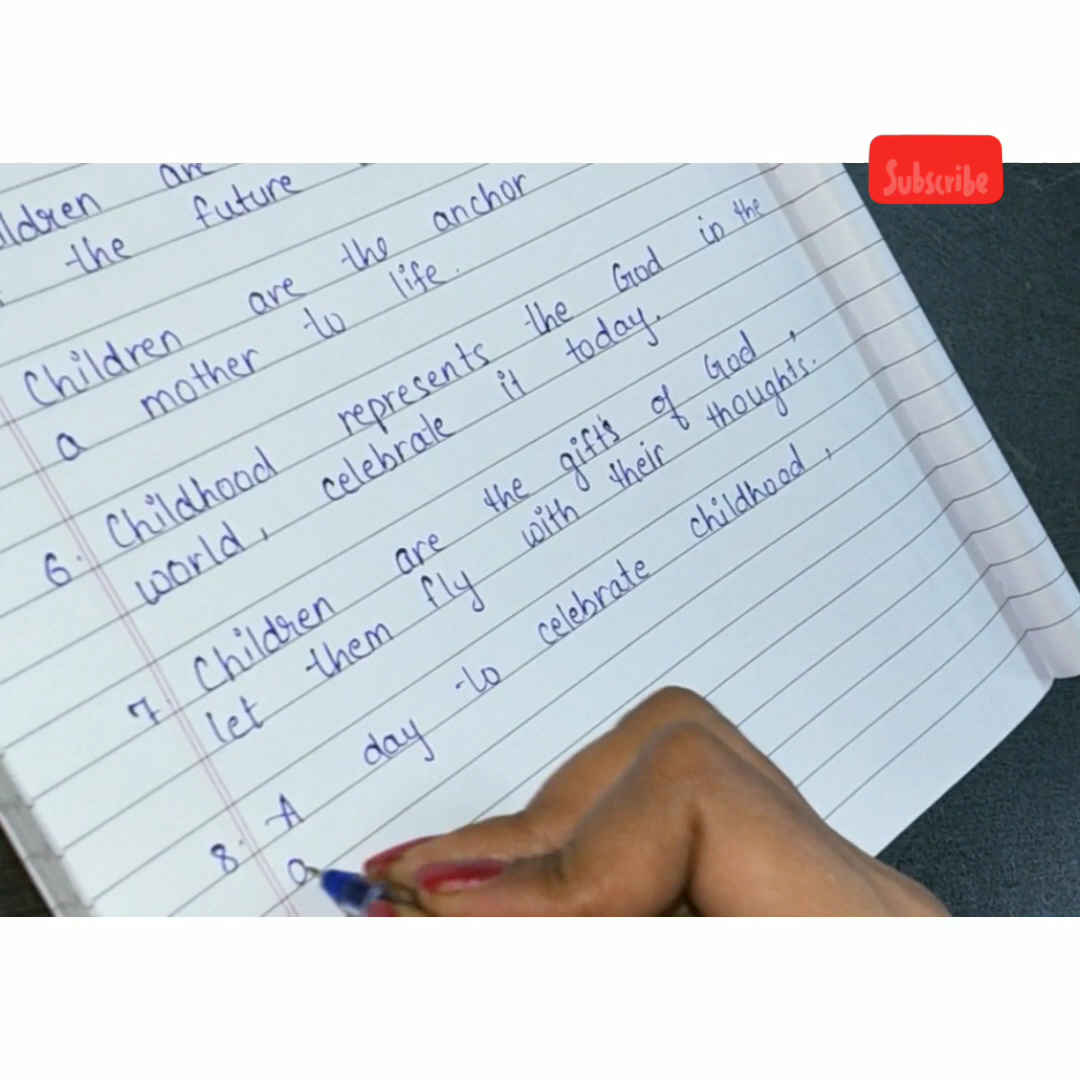 Subscribe
ildren are
the future
Children are the anchor
a mother to life.
6. Childhood represents the God in the
world, celebrate it today.
7 Children are the gifts of God,
let them fly with their thoughts.
8. A day to celebrate childhood,
a